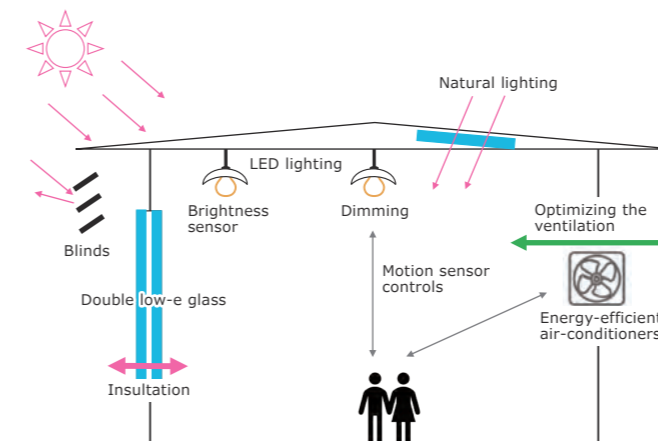 Natural lighting
LED lighting
Brightness
sensor
Dimming
Optimizing the
ventilation
Blinds
Motion sensor
controls
Double low-e glass
Energy-efficient
air-conditioners
Insultation